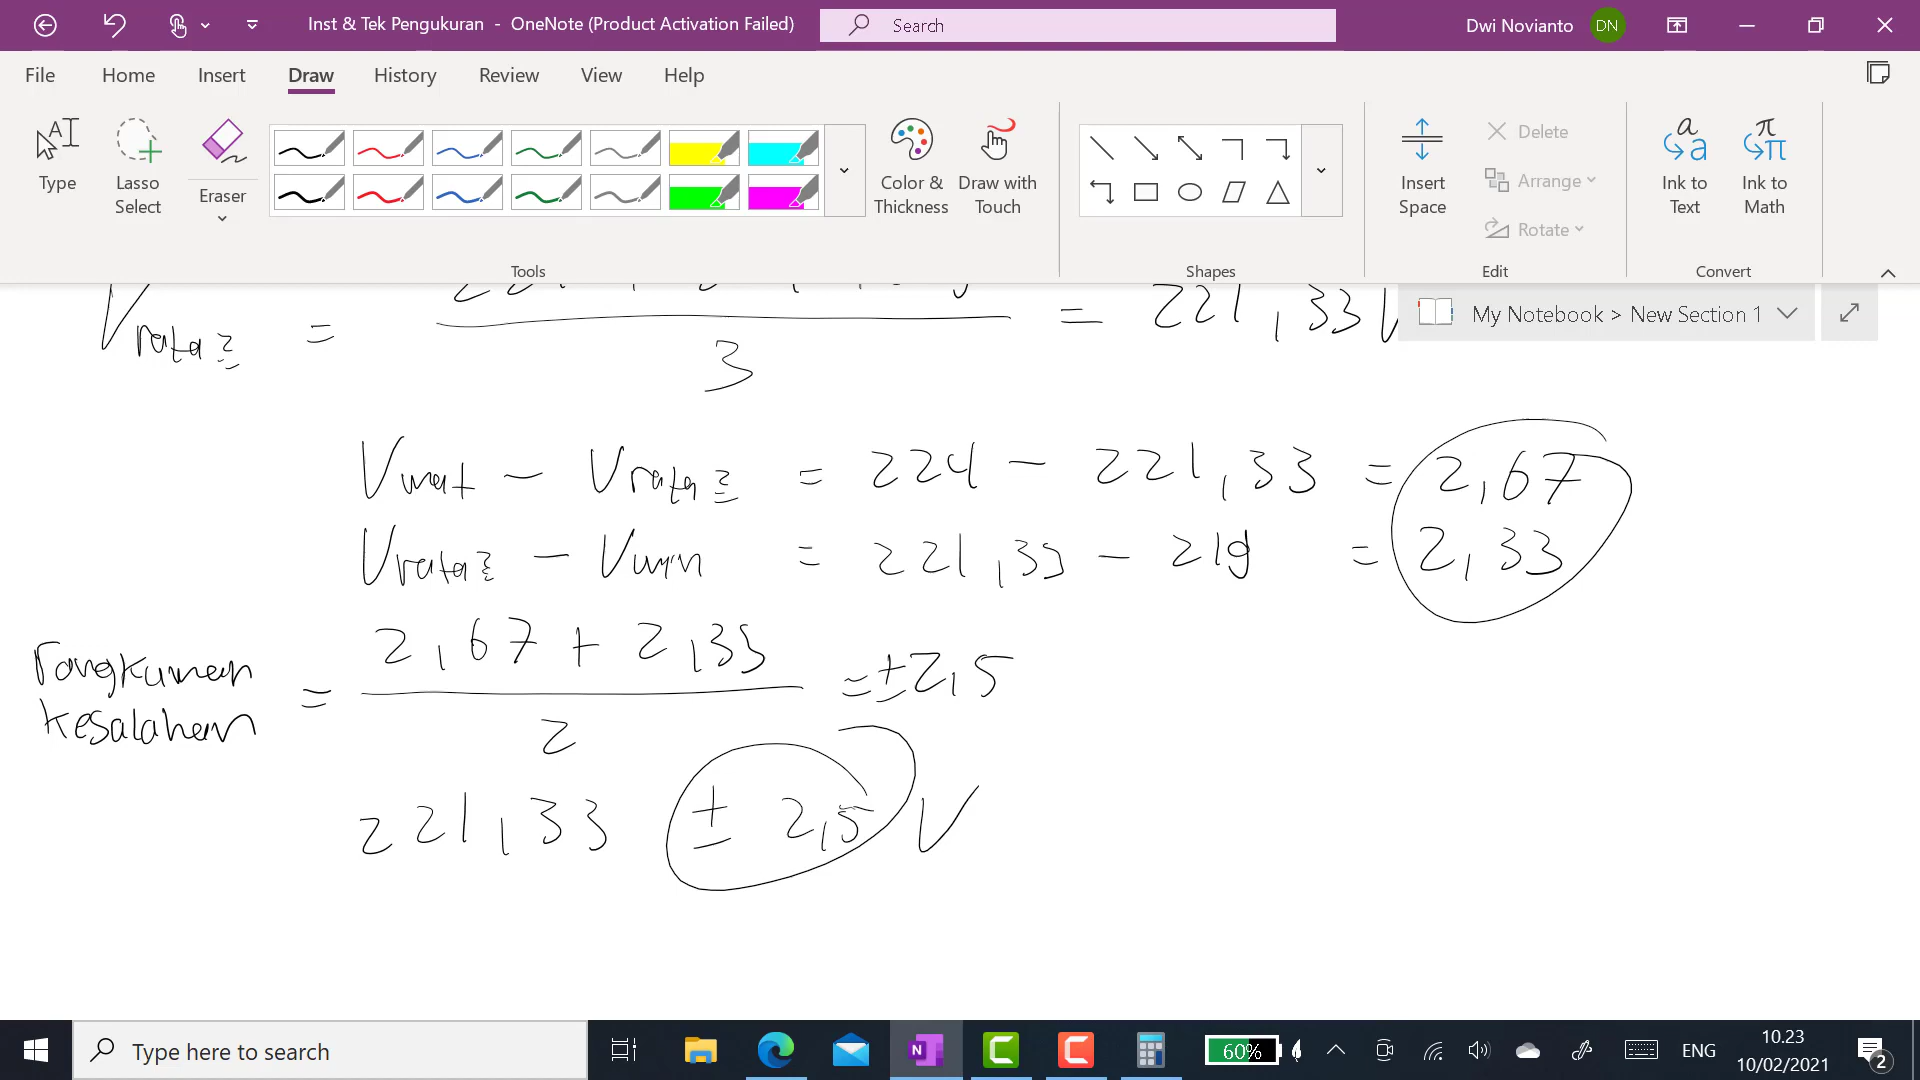 Inst & Tek Pengukuran - OneNote (Product Activation Failed)
Search
Dwi Novianto
DN
File
Home
Insert
Draw
History
Review
View
Help
Type
Lasso Select
Eraser
Color & Thickness
Draw with Touch
Insert Space
Delete
Arrange
Rotate
Ink to Text
Ink to Math
Tools
Shapes
Edit
Convert
My Notebook > New Section 1
Vrata2 = = 221,33 V
3
Vmat - Vrata2 = 224 - 221,33 = 2,67
Vrata2 - Vmin = 221,33 - 219 = 2,33
rangkuman kesalahan = 2,67 + 2,33 = ± 2,5
2
221,33 ± 2,5 V
Type here to search
60%
ENG
10.23
10/02/2021
2